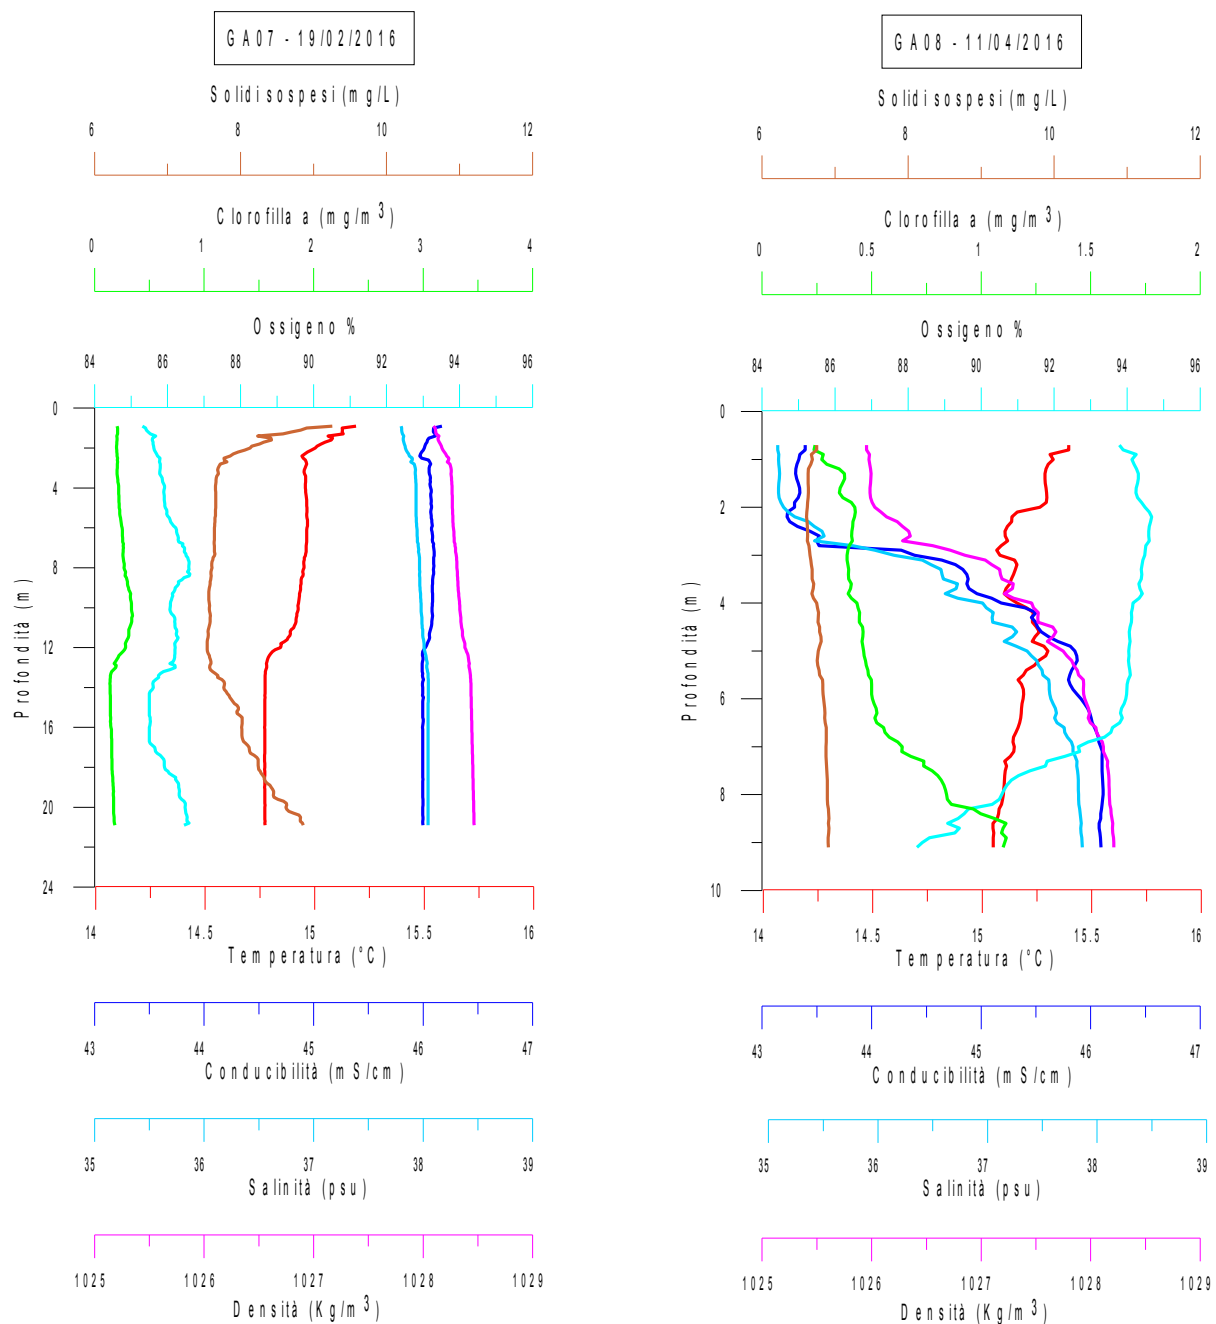 GA07 - 19/02/2016
Solidi sospesi (mg/L)
6 8 10 12
Clorofilla a (mg/m3)
0 1 2 3 4
Ossigeno %
84 86 88 90 92 94 96
0
4
8
12
16
20
24
Profondità (m)
14 14.5 15 15.5 16
Temperatura (°C)
43 44 45 46 47
Conducibilità (mS/cm)
35 36 37 38 39
Salinità (psu)
1025 1026 1027 1028 1029
Densità (Kg/m3)
GA08 - 11/04/2016
Solidi sospesi (mg/L)
6 8 10 12
Clorofilla a (mg/m3)
0 0.5 1 1.5 2
Ossigeno %
84 86 88 90 92 94 96
0
2
4
6
8
10
Profondità (m)
14 14.5 15 15.5 16
Temperatura (°C)
43 44 45 46 47
Conducibilità (mS/cm)
35 36 37 38 39
Salinità (psu)
1025 1026 1027 1028 1029
Densità (Kg/m3)